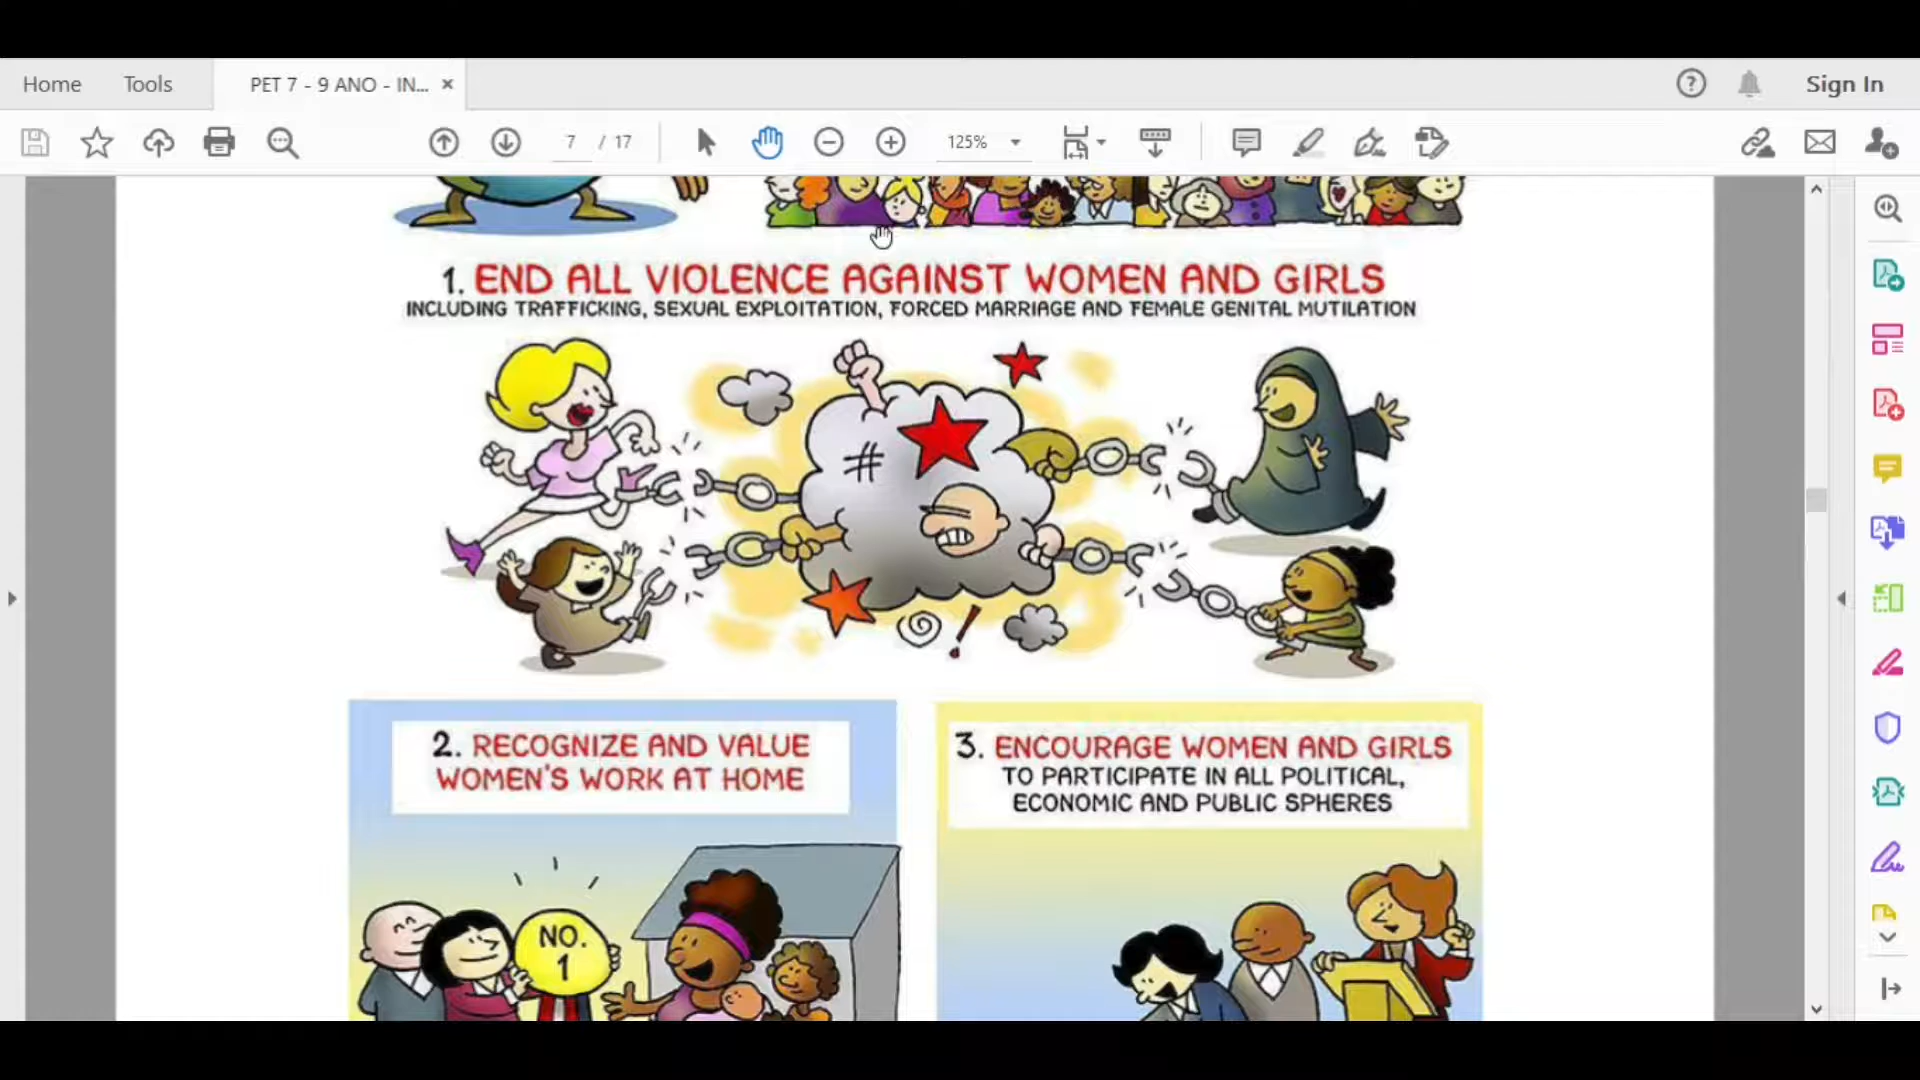 Home
Tools
PET 7 - 9 ANO - IN...
Sign In
7 / 17
125%
1. END ALL VIOLENCE AGAINST WOMEN AND GIRLS
INCLUDING TRAFFICKING, SEXUAL EXPLOITATION, FORCED MARRIAGE AND FEMALE GENITAL MUTILATION
#
!
2. RECOGNIZE AND VALUE
WOMEN'S WORK AT HOME
3. ENCOURAGE WOMEN AND GIRLS
TO PARTICIPATE IN ALL POLITICAL,
ECONOMIC AND PUBLIC SPHERES
NO.
1